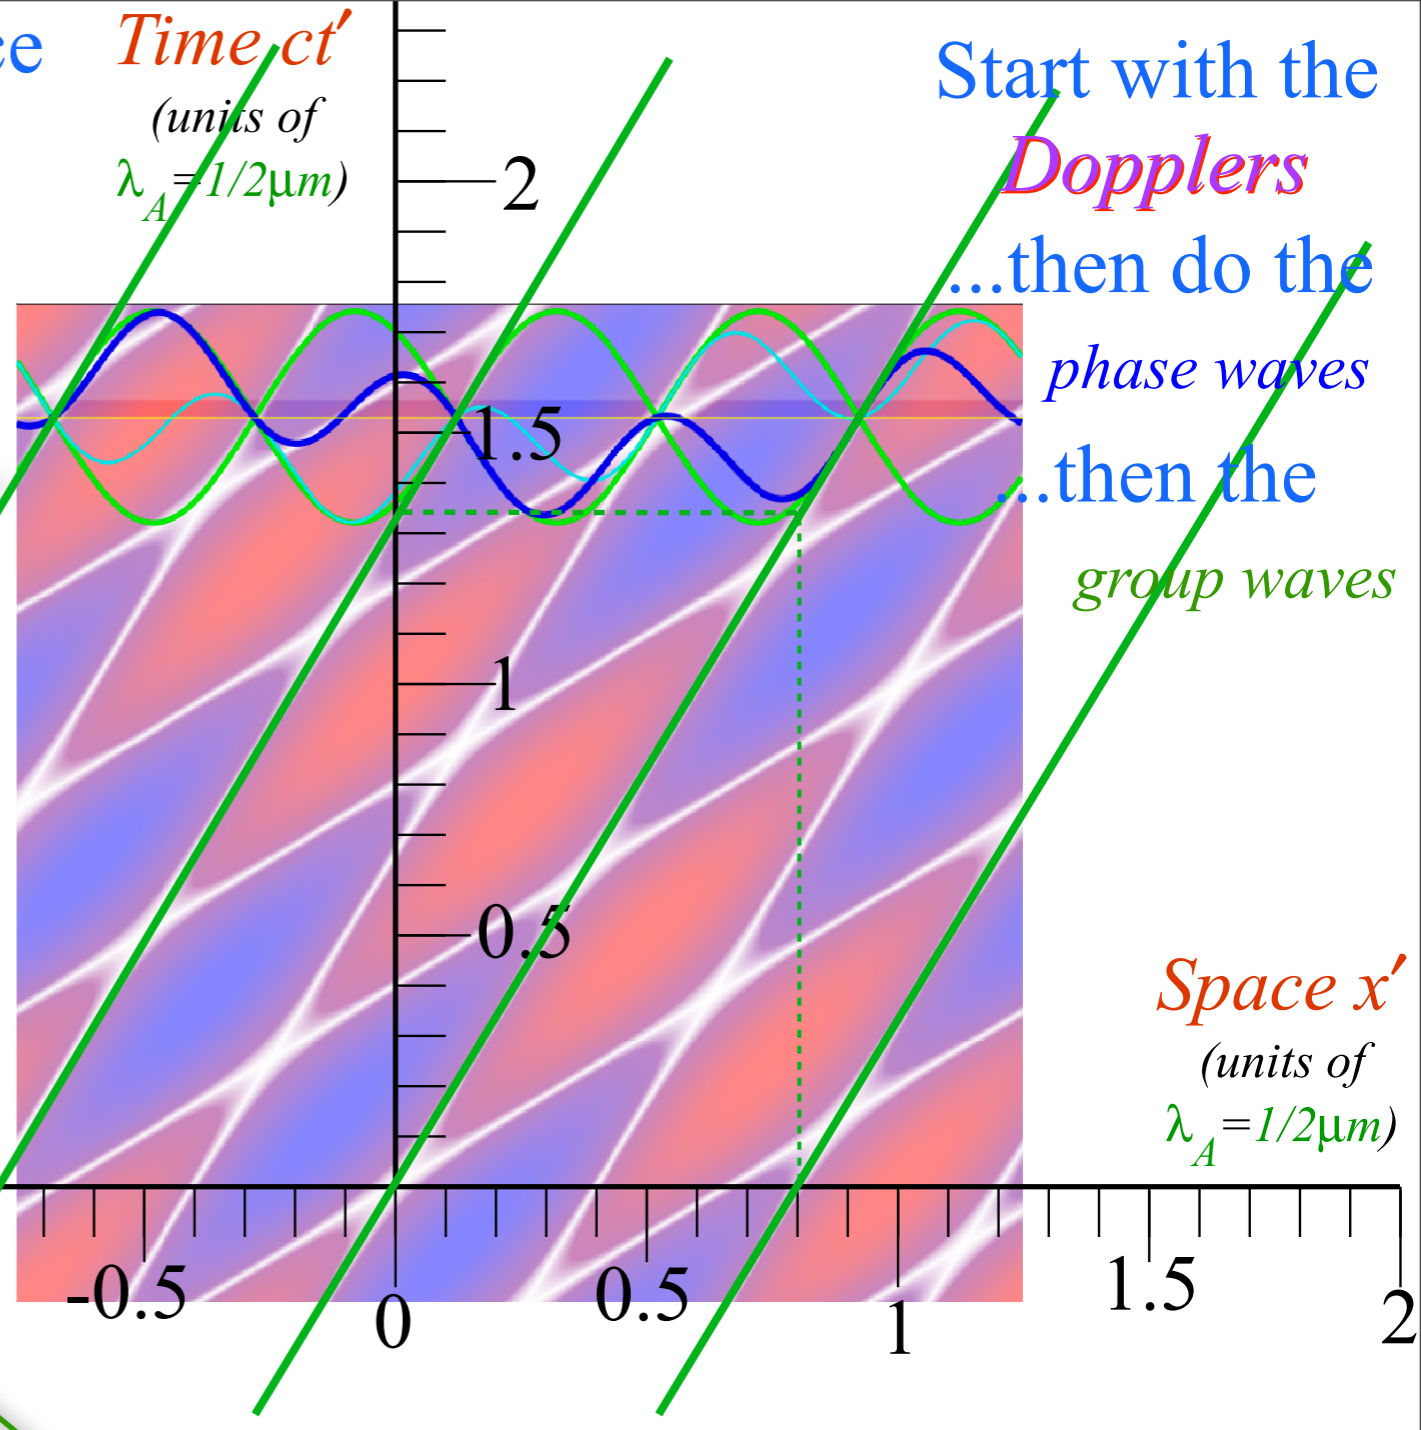 ce
Time ct′
(units of
λA=1/2μm)
Start with the
Dopplers
...then do the
phase waves
...then the
group waves
2
1.5
1
0.5
Space x′
(units of
λA=1/2μm)
-0.5
0
0.5
1
1.5
2